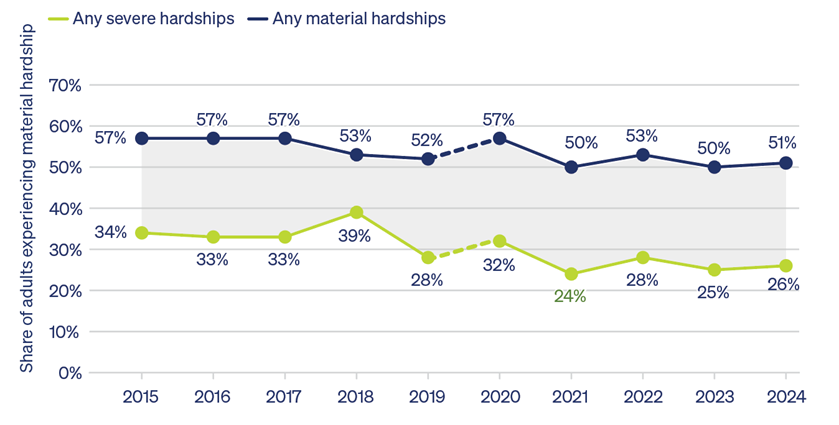 Any severe hardships Any material hardships
Share of adults experiencing material hardship
70%
60%
50%
40%
30%
20%
10%
0%
57% 57% 57% 53% 52% 57% 50% 53% 50% 51%
34% 33% 33% 39% 28% 32% 24% 28% 25% 26%
2015 2016 2017 2018 2019 2020 2021 2022 2023 2024